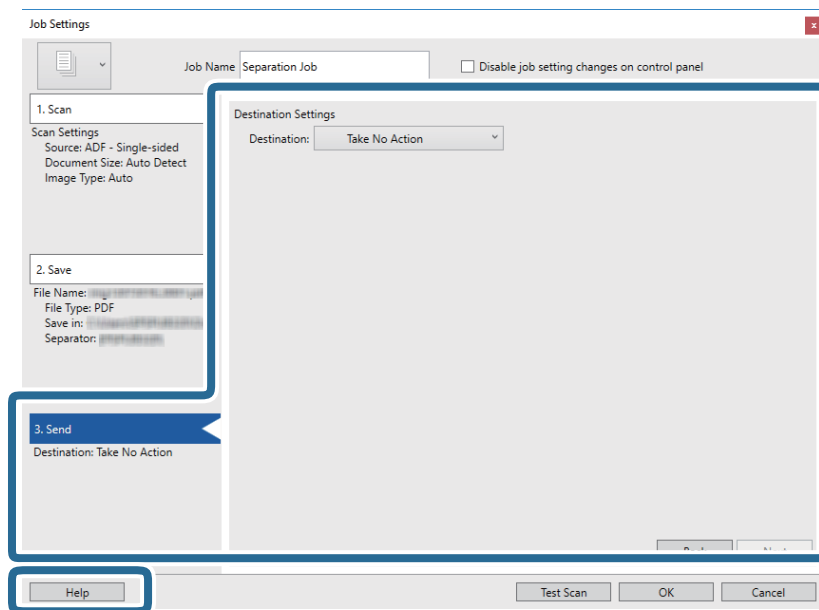 Job Settings
x
Job Name Separation Job
Disable job setting changes on control panel
1. Scan
Scan Settings
Source: ADF - Single-sided
Document Size: Auto Detect
Image Type: Auto
2. Save
File Name:
File Type: PDF
Save in:
Separator:
3. Send
Destination: Take No Action
Destination Settings
Destination: Take No Action
Help
Test Scan
OK
Cancel